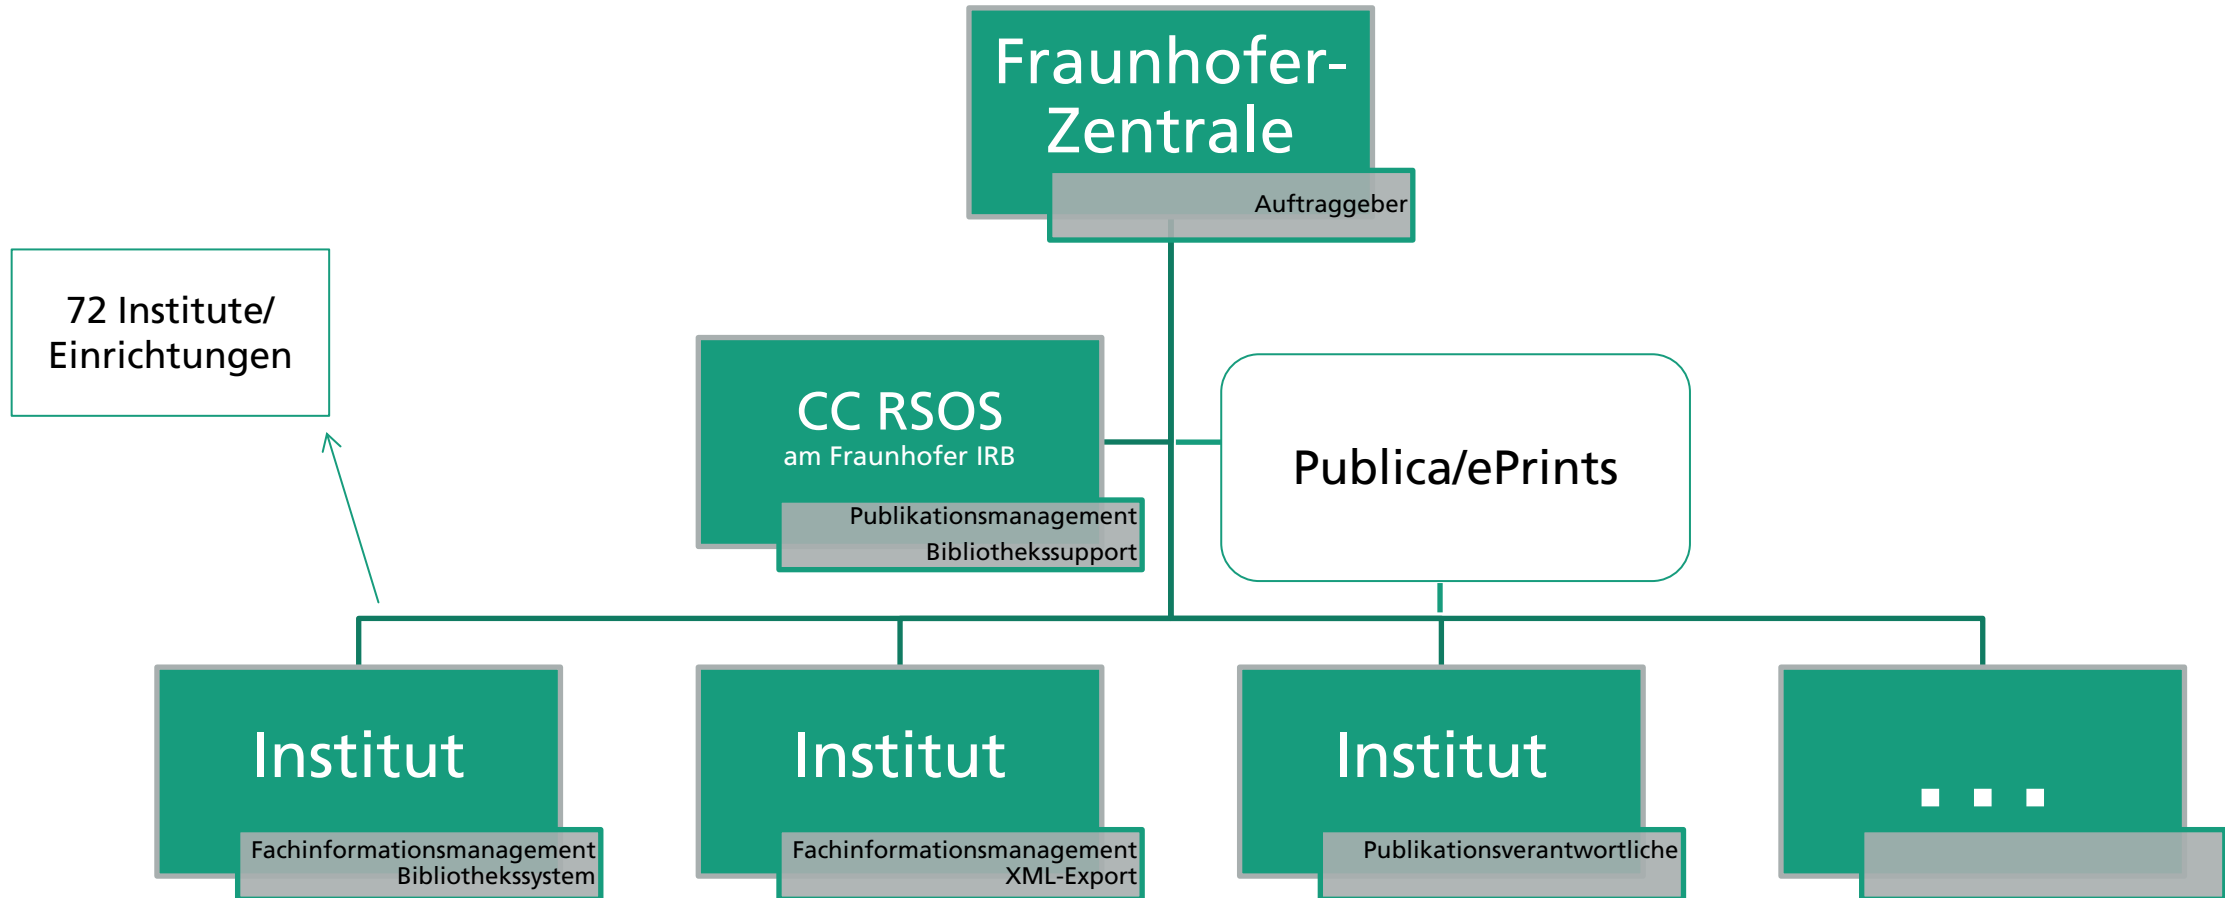 Fraunhofer-
Zentrale
Auftraggeber
72 Institute/
Einrichtungen
CC RSOS
am Fraunhofer IRB
Publikationsmanagement
Bibliothekssupport
Publica/ePrints
Institut
Fachinformationsmanagement
Bibliothekssystem
Institut
Fachinformationsmanagement
XML-Export
Institut
Publikationsverantwortliche
...